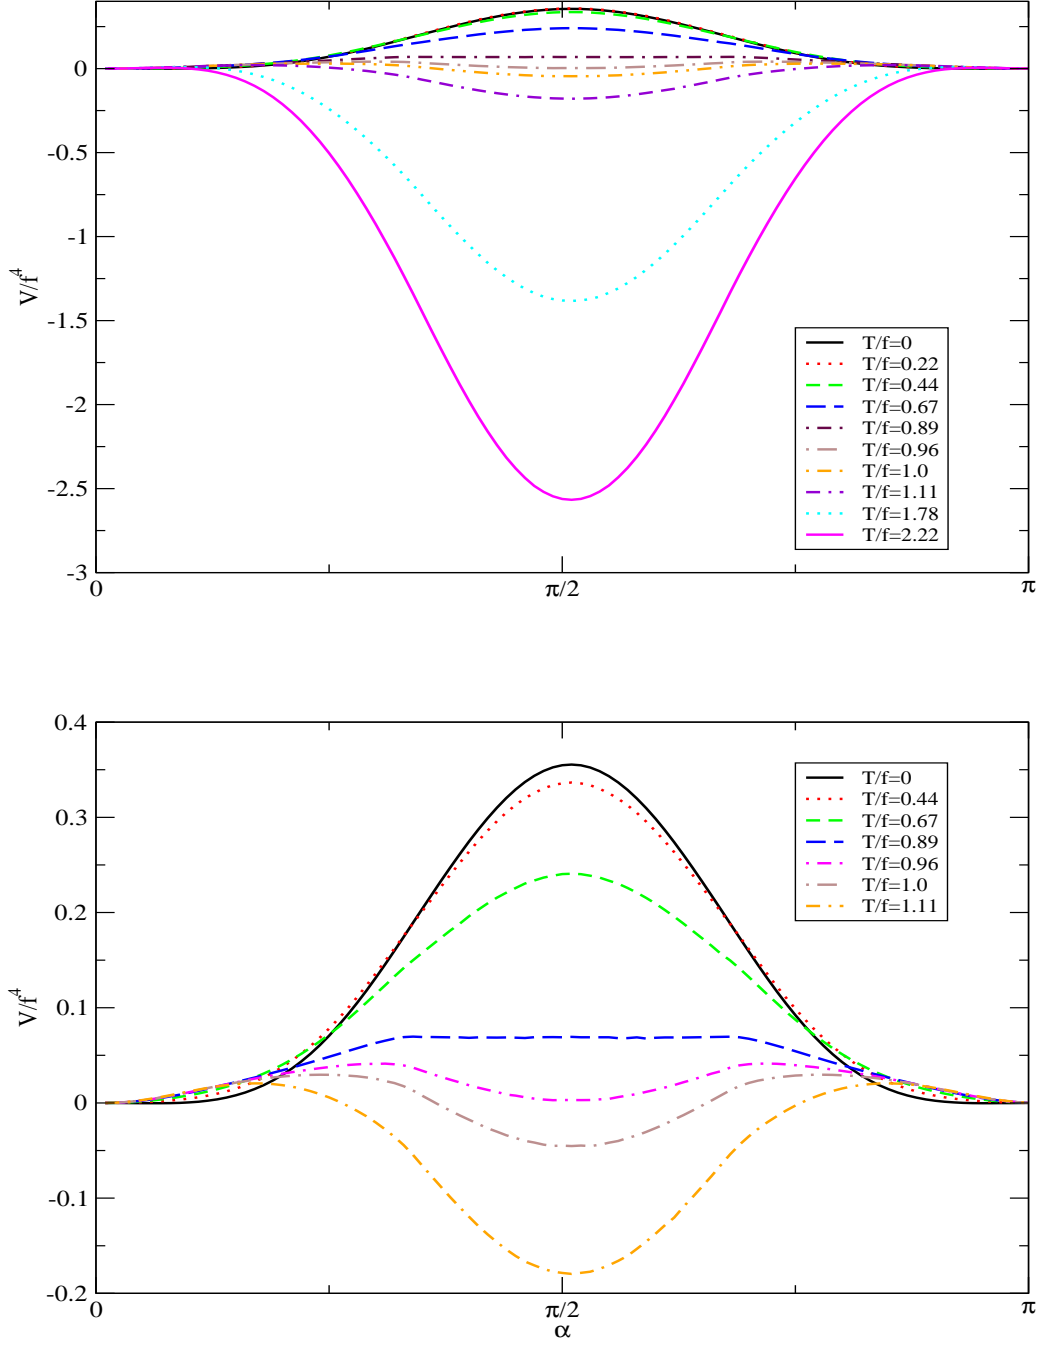 0
-0.5
-1
-1.5
-2
-2.5
-3
V/f^4
T/f=0
T/f=0.22
T/f=0.44
T/f=0.67
T/f=0.89
T/f=0.96
T/f=1.0
T/f=1.11
T/f=1.78
T/f=2.22
0 π/2 π
0.4
0.3
0.2
0.1
0
-0.1
-0.2
V/f^4
T/f=0
T/f=0.44
T/f=0.67
T/f=0.89
T/f=0.96
T/f=1.0
T/f=1.11
0 π/2 π
α